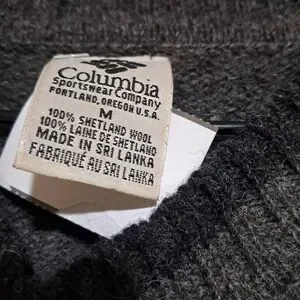 Columbia
Sportswear Company
PORTLAND, OREGON U.S.A.
M
100% SHETLAND WOOL
100% LAINE DE SHETLAND
MADE IN SRI LANKA
FABRIQUÉ AU SRI LANKA